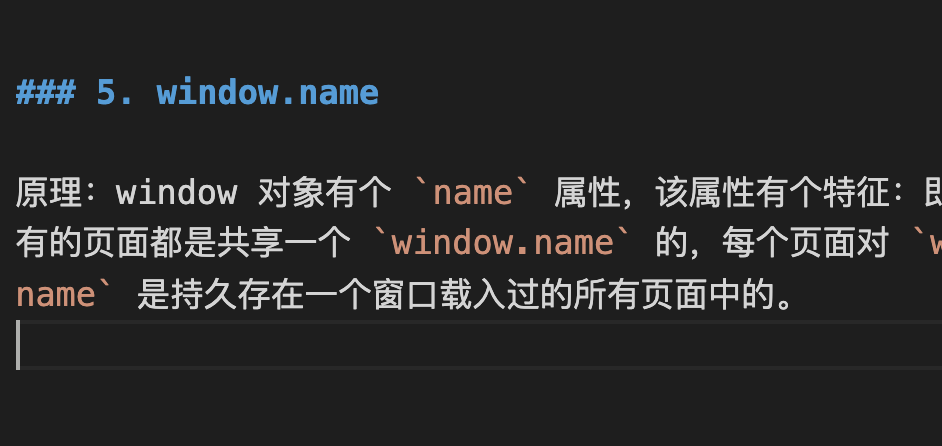 ### 5. window.name
原理：window 对象有个 `name` 属性，该属性有个特征：即
有的页面都是共享一个 `window.name` 的，每个页面对 `w
name` 是持久存在一个窗口载入过的所有页面中的。